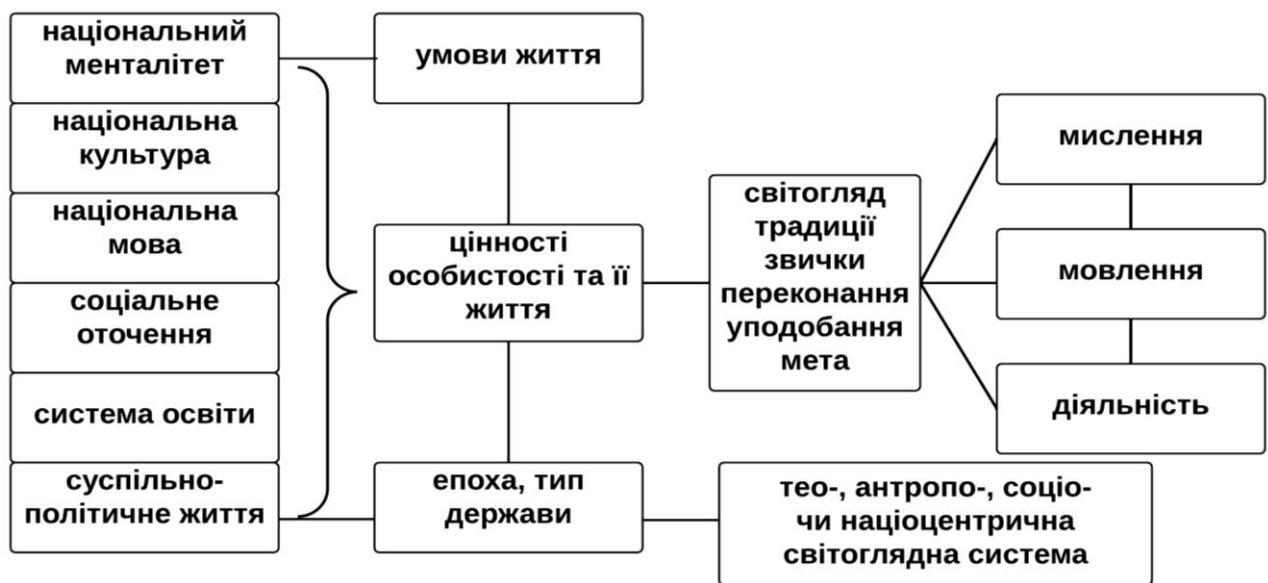 національний
менталітет
національна
культура
національна
мова
соціальне
оточення
система освіти
суспільно-
політичне життя
умови життя
цінності
особистості та її
життя
епоха, тип
держави
світогляд
традиції
звички
переконання
уподобання
мета
мислення
мовлення
діяльність
тео-, антропо-, соціо-
чи націоцентрична
світоглядна система